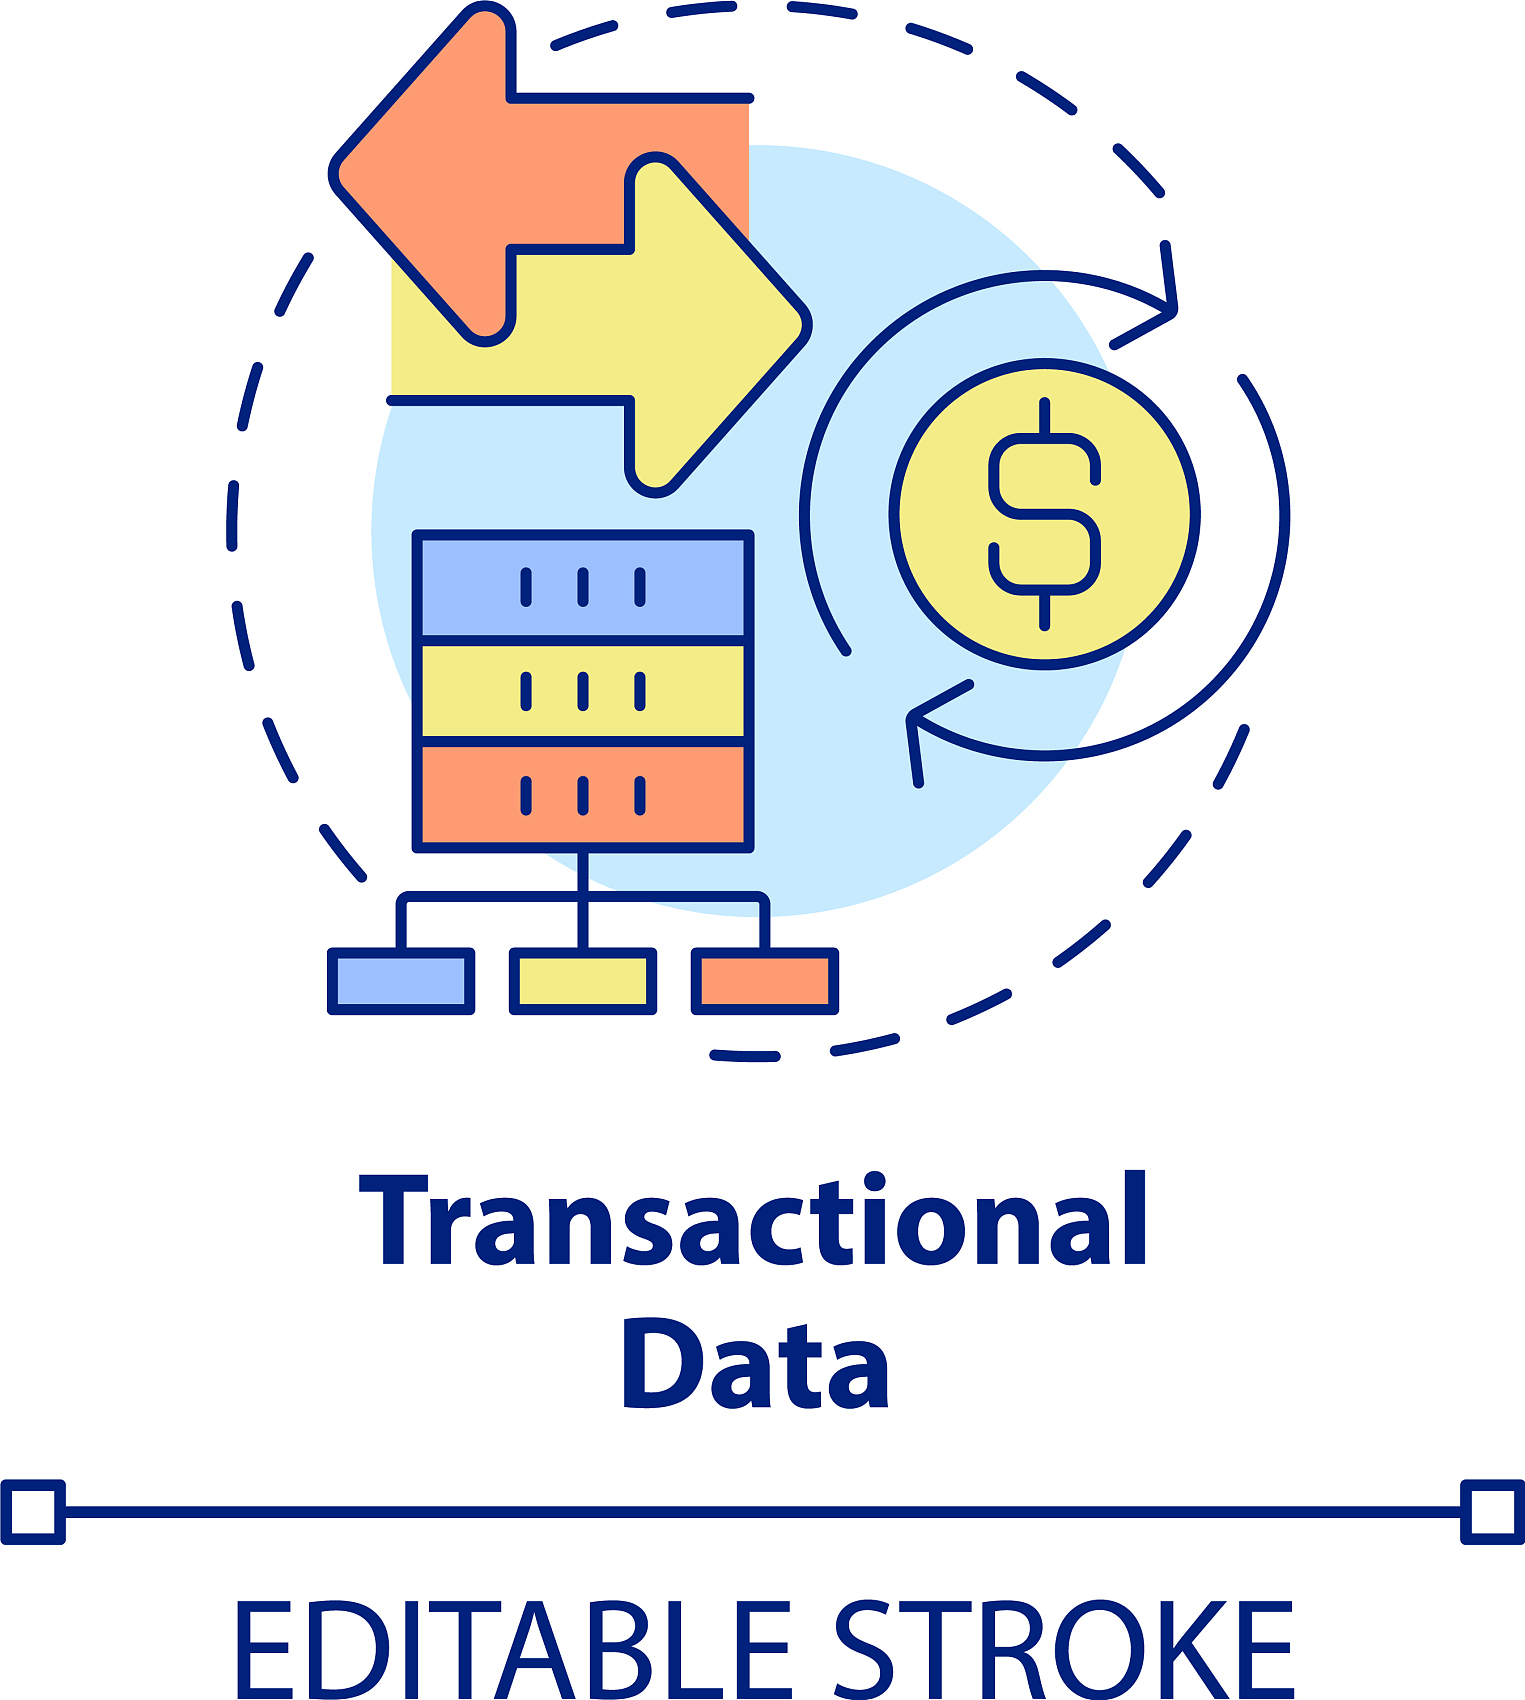 $
Transactional
Data
EDITABLE STROKE